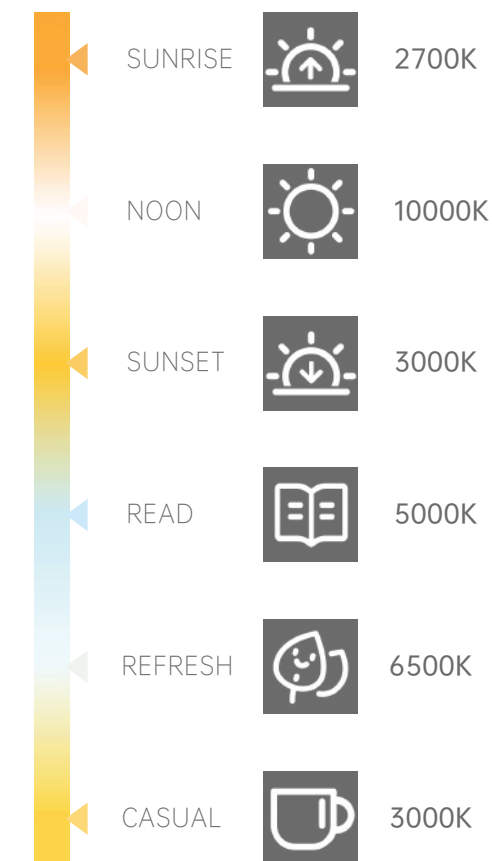 SUNRISE 2700K
NOON 10000K
SUNSET 3000K
READ 5000K
REFRESH 6500K
CASUAL 3000K